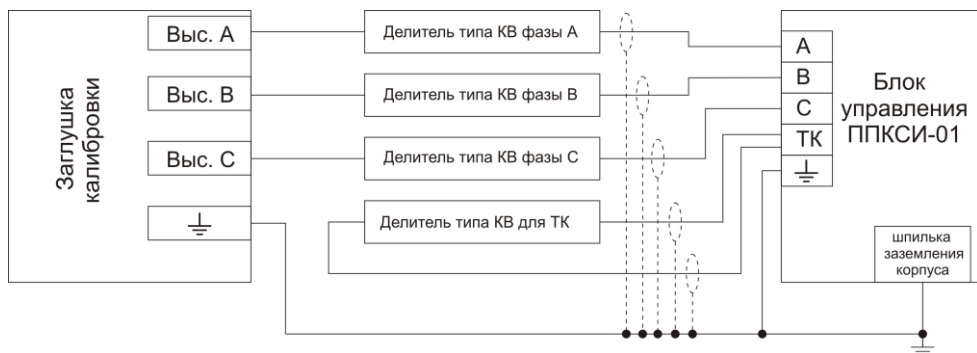 Заглушка
калибровки
Выс. А
Выс. В
Выс. С
Делитель типа КВ фазы А
Делитель типа КВ фазы В
Делитель типа КВ фазы С
Делитель типа КВ для ТК
А
В
С
ТК
Блок
управления
ППКСИ-01
шпилька
заземления
корпуса